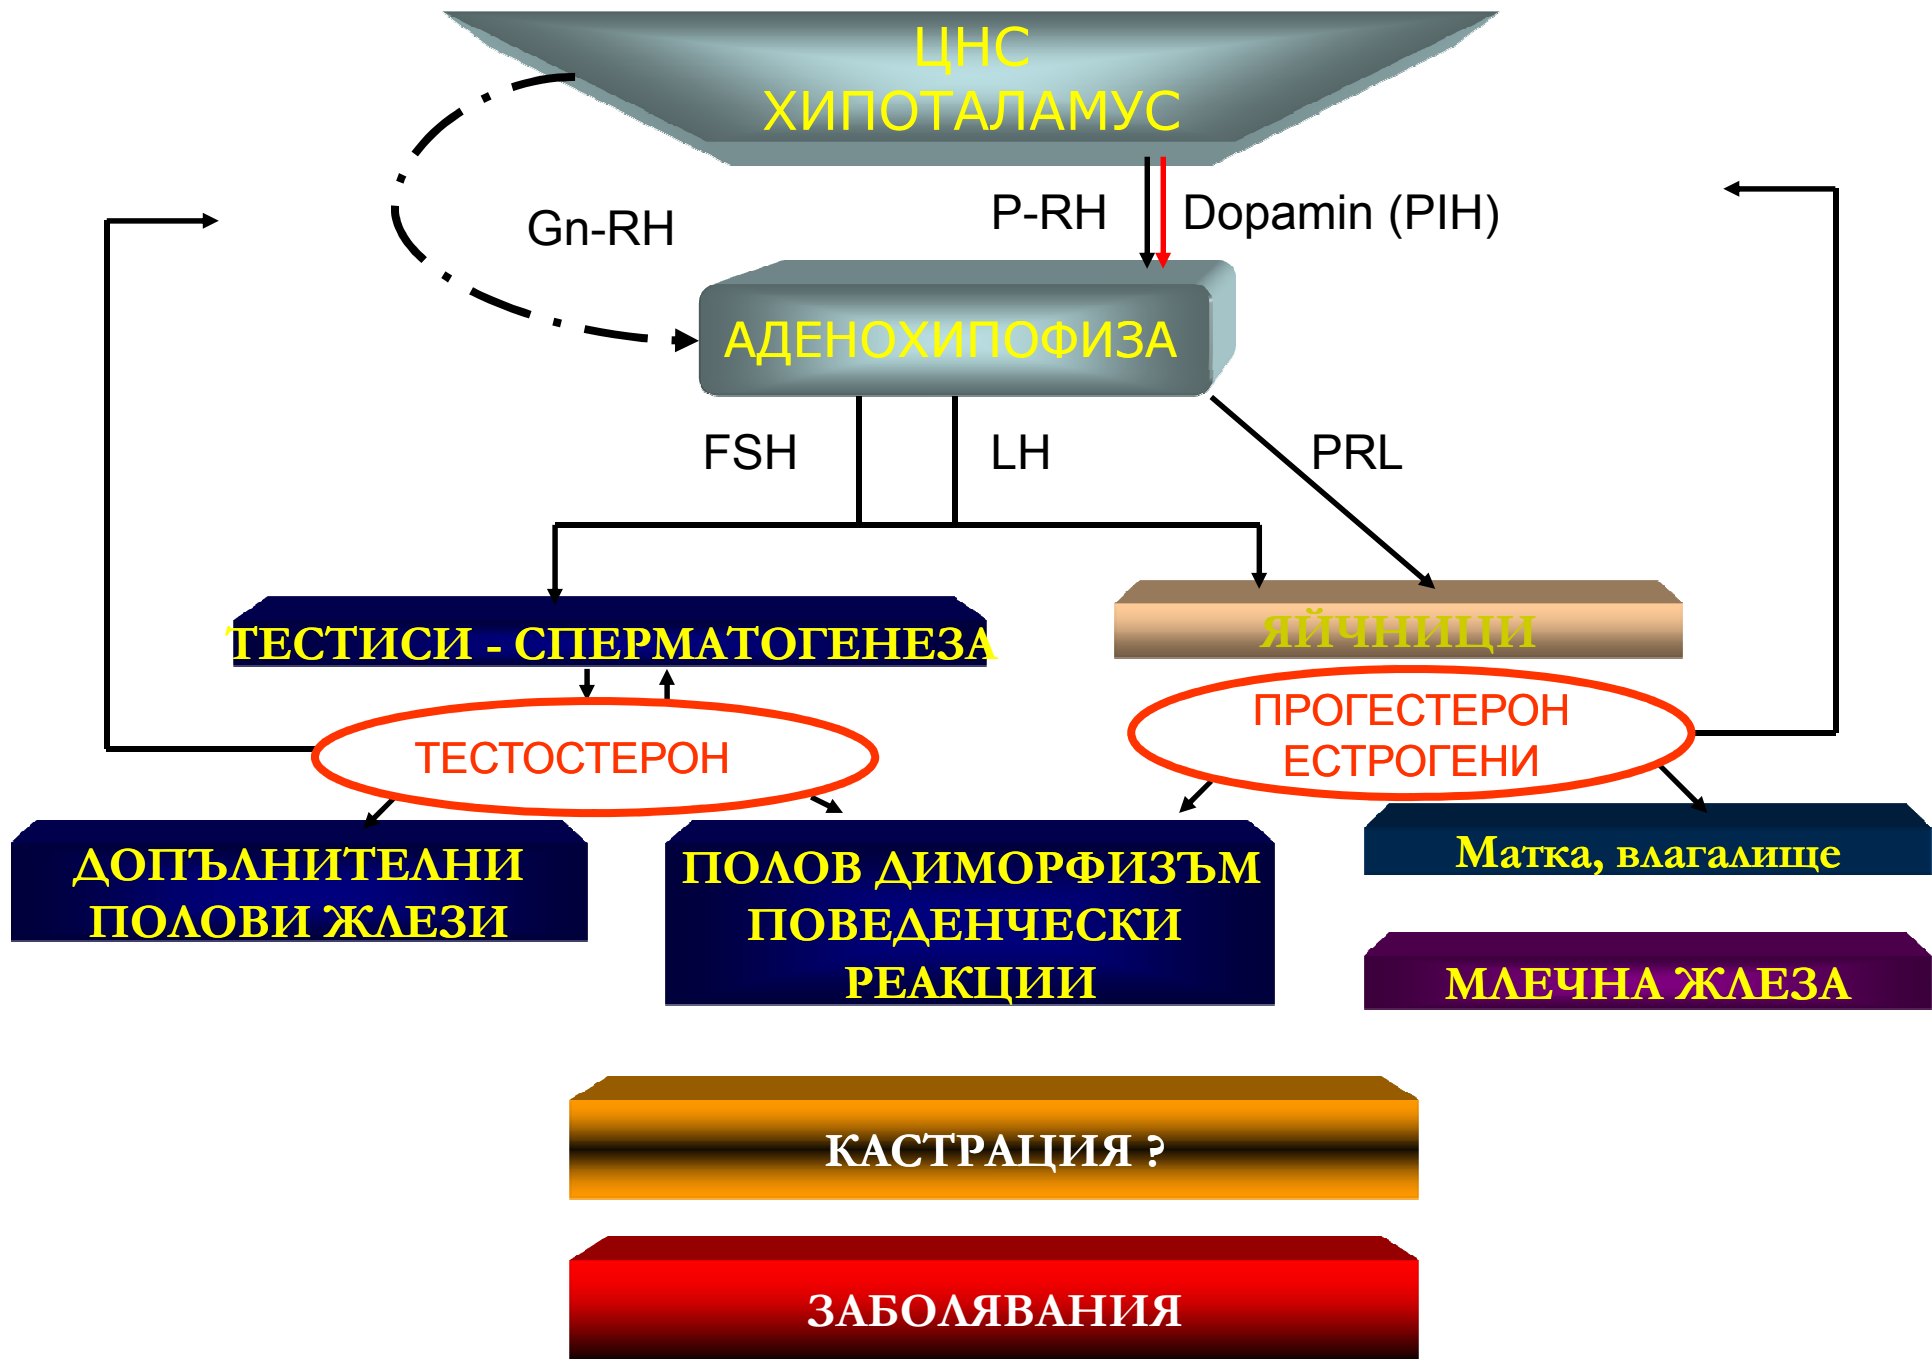 ЦНС
ХИПОТАЛАМУС
Gn-RH
P-RH
Dopamin (PIH)
АДЕНОХИПОФИЗА
FSH
LH
PRL
ТЕСТИСИ - СПЕРМАТОГЕНЕЗА
ЯЙЧНИЦИ
ТЕСТОСТЕРОН
ПРОГЕСТЕРОН
ЕСТРОГЕНИ
ДОПЪЛНИТЕЛНИ
ПОЛОВИ ЖЛЕЗИ
ПОЛОВ ДИМОРФИЗЪМ
ПОВЕДЕНЧЕСКИ
РЕАКЦИИ
Матка, влагалище
МЛЕЧНА ЖЛЕЗА
КАСТРАЦИЯ ?
ЗАБОЛЯВАНИЯ